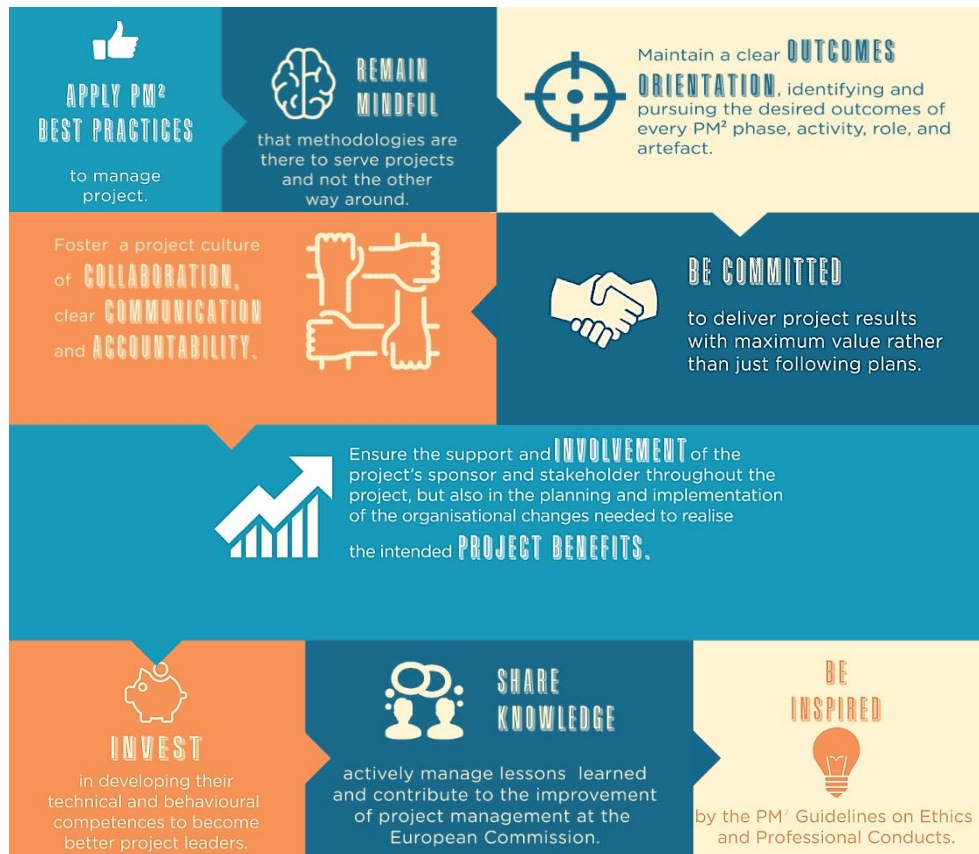 APPLY PM²
BEST PRACTICES
to manage
project.
REMAIN
MINDFUL
that methodologies are
there to serve projects
and not the other
way around.
Maintain a clear OUTCOMES
ORIENTATION, identifying and
pursuing the desired outcomes of
every PM² phase, activity, role, and
artefact.
BE COMMITTED
to deliver project results
with maximum value rather
than just following plans.
Foster a project culture
of COLLABORATION,
clear COMMUNICATION
and ACCOUNTABILITY.
Ensure the support and INVOLVEMENT of the
project's sponsor and stakeholder throughout the
project, but also in the planning and implementation
of the organisational changes needed to realise
the intended PROJECT BENEFITS.
INVEST
in developing their
technical and behavioural
competences to become
better project leaders.
SHARE
KNOWLEDGE
actively manage lessons learned
and contribute to the improvement
of project management at the
European Commission.
BE
INSPIRED
by the PM² Guidelines on Ethics
and Professional Conducts.